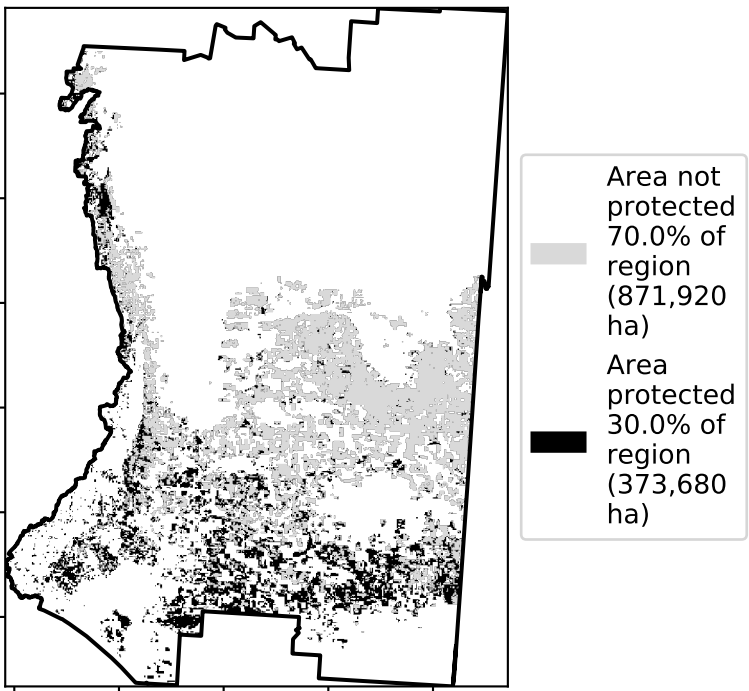 Area not
protected
70.0% of
region
(871,920
ha)
Area
protected
30.0% of
region
(373,680
ha)